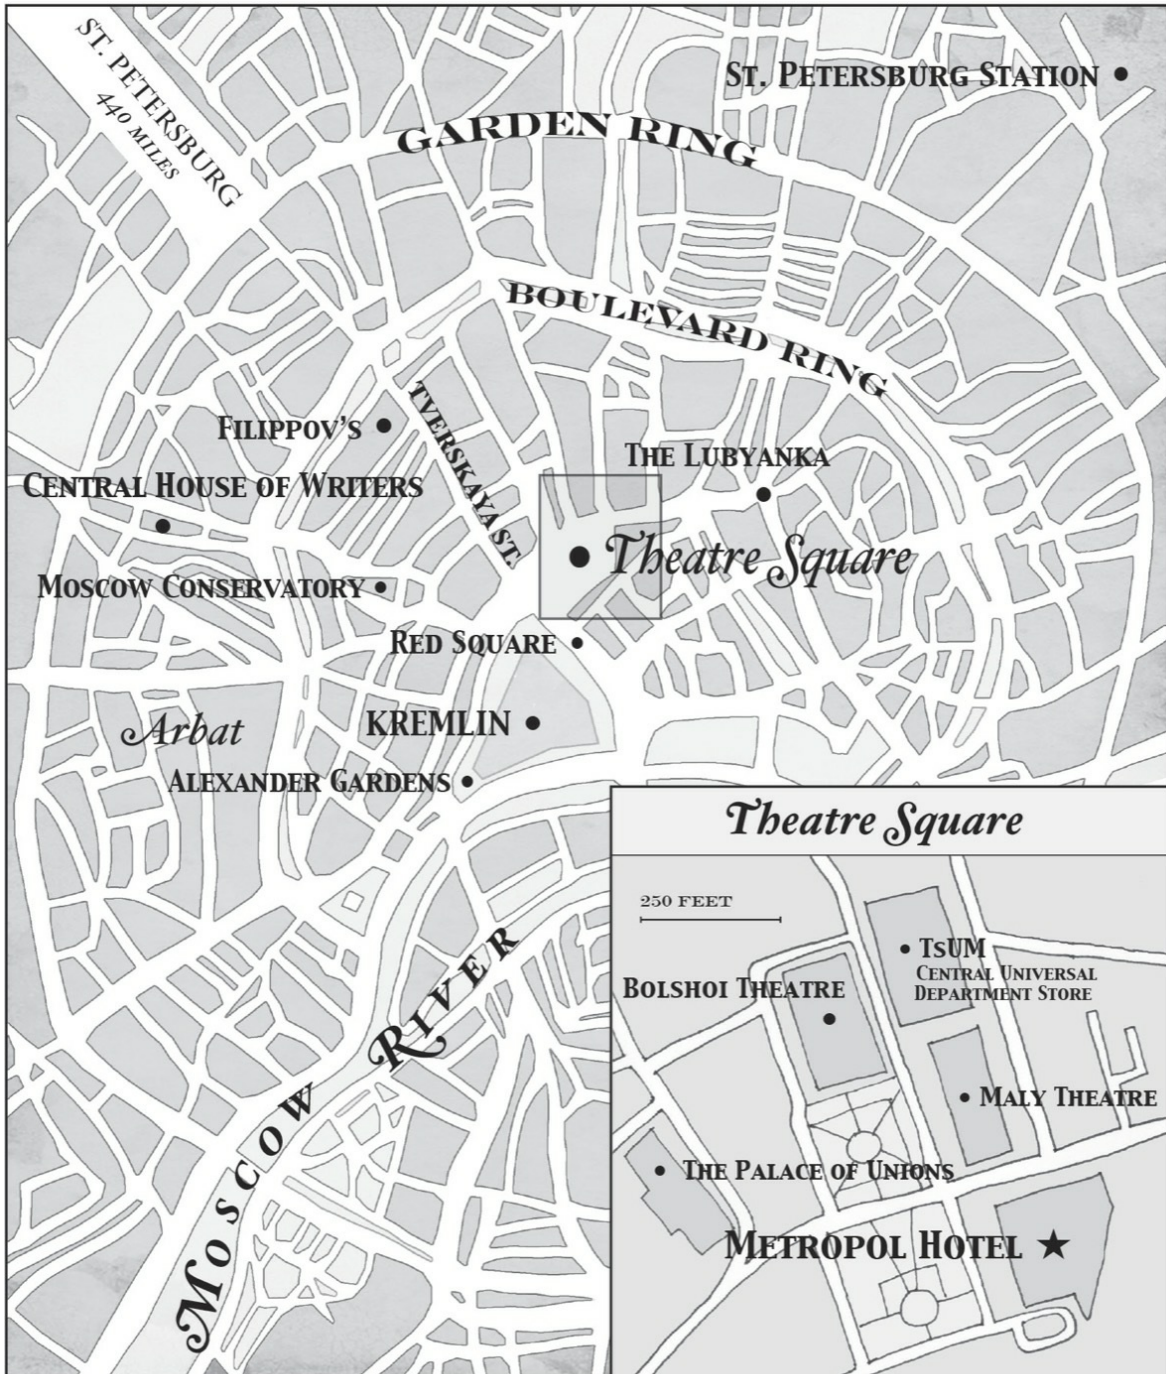 ST. PETERSBURG
440 MILES
ST. PETERSBURG STATION
GARDEN RING
BOULEVARD RING
TVERSKAYA ST.
FILIPPOV'S
THE LUBYANKA
CENTRAL HOUSE OF WRITERS
Theatre Square
MOSCOW CONSERVATORY
RED SQUARE
KREMLIN
Arbat
ALEXANDER GARDENS
MOSCOW RIVER
Theatre Square
250 FEET
TSUM
CENTRAL UNIVERSAL
DEPARTMENT STORE
BOLSHOI THEATRE
MALY THEATRE
THE PALACE OF UNIONS
METROPOL HOTEL